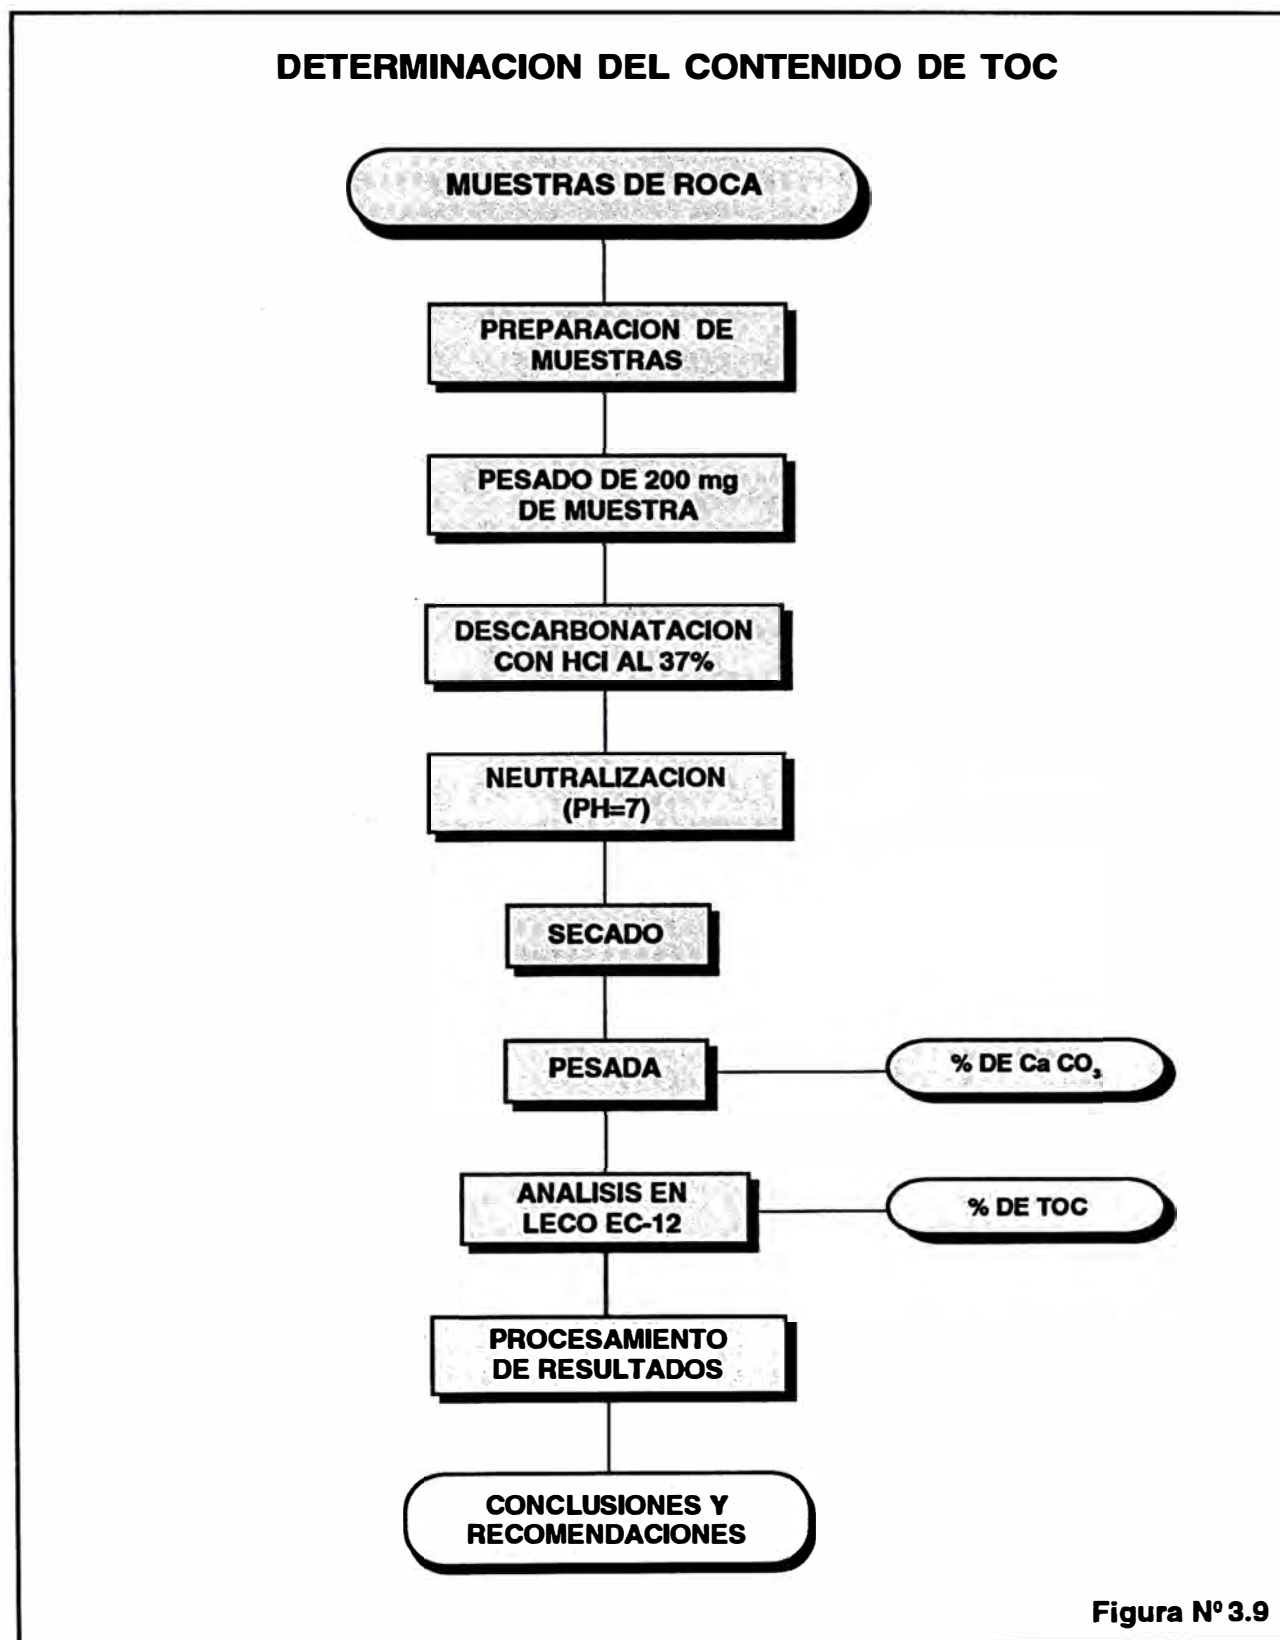 DETERMINACION DEL CONTENIDO DE TOC
MUESTRAS DE ROCA
PREPARACION DE
MUESTRAS
PESADO DE 200 mg
DE MUESTRA
DESCARBONATACION
CON HCl AL 37%
NEUTRALIZACION
(PH=7)
SECADO
PESADA
% DE Ca CO₃
ANALISIS EN
LECO EC-12
% DE TOC
PROCESAMIENTO
DE RESULTADOS
CONCLUSIONES Y
RECOMENDACIONES
Figura Nº 3.9